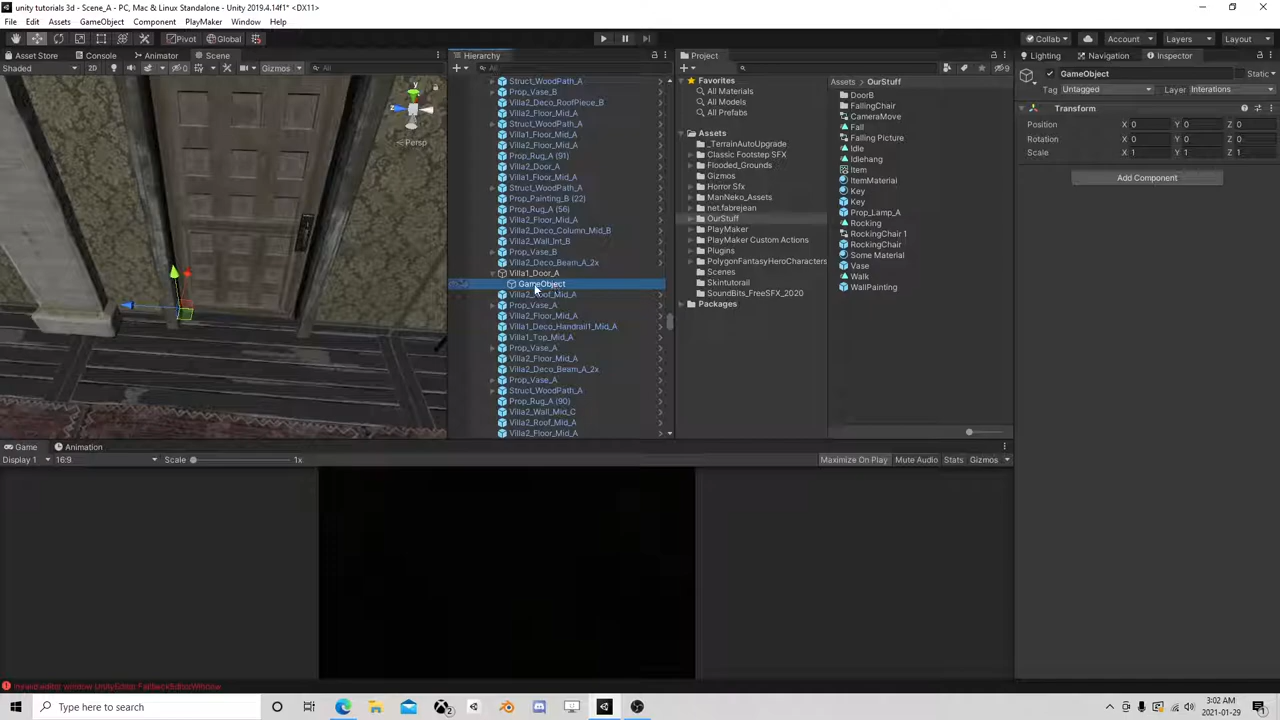 unity tutorials 3d - Scene_A - PC, Mac & Linux Standalone - Unity 2019.4.14f1* <DX11>
File Edit Assets GameObject Component PlayMaker Window Help
Pivot Global Collab Account Layers Layout
Asset Store Console Animator Scene
Shaded 2D 0 Gizmos All
y
z
Persp
Hierarchy
All
Struct_WoodPath_A
Prop_Vase_B
Villa2_Deco_RoofPiece_B
Villa2_Floor_Mid_A
Struct_WoodPath_A
Villa1_Floor_Mid_A
Villa2_Floor_Mid_A
Prop_Rug_A (91)
Villa2_Door_A
Villa1_Floor_Mid_A
Struct_WoodPath_A
Prop_Painting_B (22)
Prop_Rug_A (56)
Villa2_Floor_Mid_A
Villa2_Deco_Column_Mid_B
Villa2_Wall_Int_B
Prop_Vase_B
Villa2_Deco_Beam_A_2x
Villa1_Door_A
GameObject
Villa2_Roof_Mid_A
Prop_Vase_A
Villa2_Floor_Mid_A
Villa1_Deco_Handrail1_Mid_A
Villa1_Top_Mid_A
Prop_Vase_A
Villa2_Floor_Mid_A
Villa2_Deco_Beam_A_2x
Prop_Vase_A
Struct_WoodPath_A
Prop_Rug_A (90)
Villa2_Wall_Mid_C
Villa2_Roof_Mid_A
Villa2_Floor_Mid_A
Project
9
Favorites
All Materials
All Models
All Prefabs
Assets
_TerrainAutoUpgrade
Classic Footstep SFX
Flooded_Grounds
Gizmos
Horror Sfx
ManNeko_Assets
net.fabrejean
OurStuff
PlayMaker
PlayMaker Custom Actions
Plugins
PolygonFantasyHeroCharacters
Scenes
Skintutorail
SoundBits_FreeSFX_2020
Packages
Assets > OurStuff
DoorB
FallingChair
CameraMove
Fall
Falling Picture
Idle
Idlehang
Item
ItemMaterial
Key
Key
Prop_Lamp_A
Rocking
RockingChair 1
RockingChair
Some Material
Vase
Walk
WallPainting
Lighting Navigation Inspector
GameObject Static
Tag Untagged Layer Interactions
Transform
Position X 0 Y 0 Z 0
Rotation X 0 Y 0 Z 0
Scale X 1 Y 1 Z 1
Add Component
Game Animation
Display 1 16:9 Scale 1x Maximize On Play Mute Audio Stats Gizmos
Type here to search
3:02 AM
2021-01-29